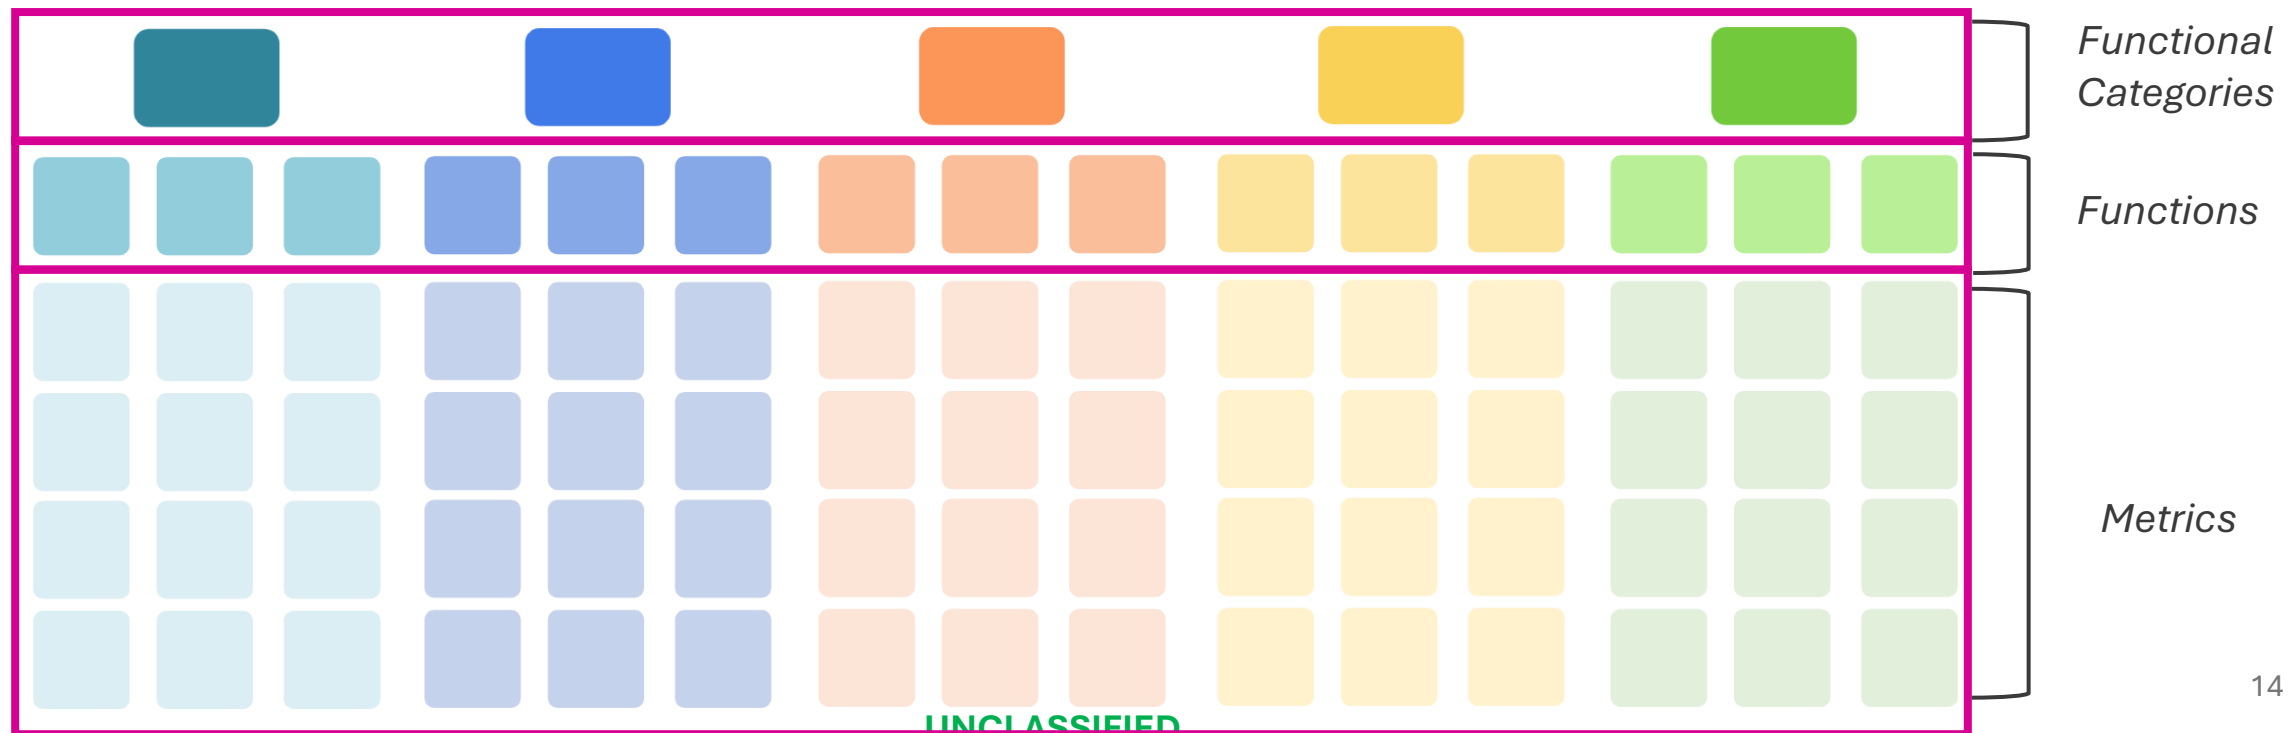 Functional
Categories
Functions
Metrics
14
UNCLASSIFIED